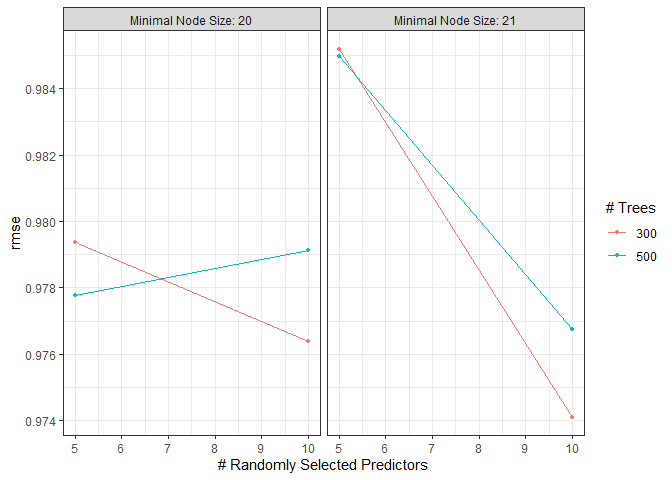 Minimal Node Size: 20
Minimal Node Size: 21
0.984
0.982
0.980
0.978
0.976
0.974
rmse
5 6 7 8 9 10
5 6 7 8 9 10
# Randomly Selected Predictors
# Trees
300
500